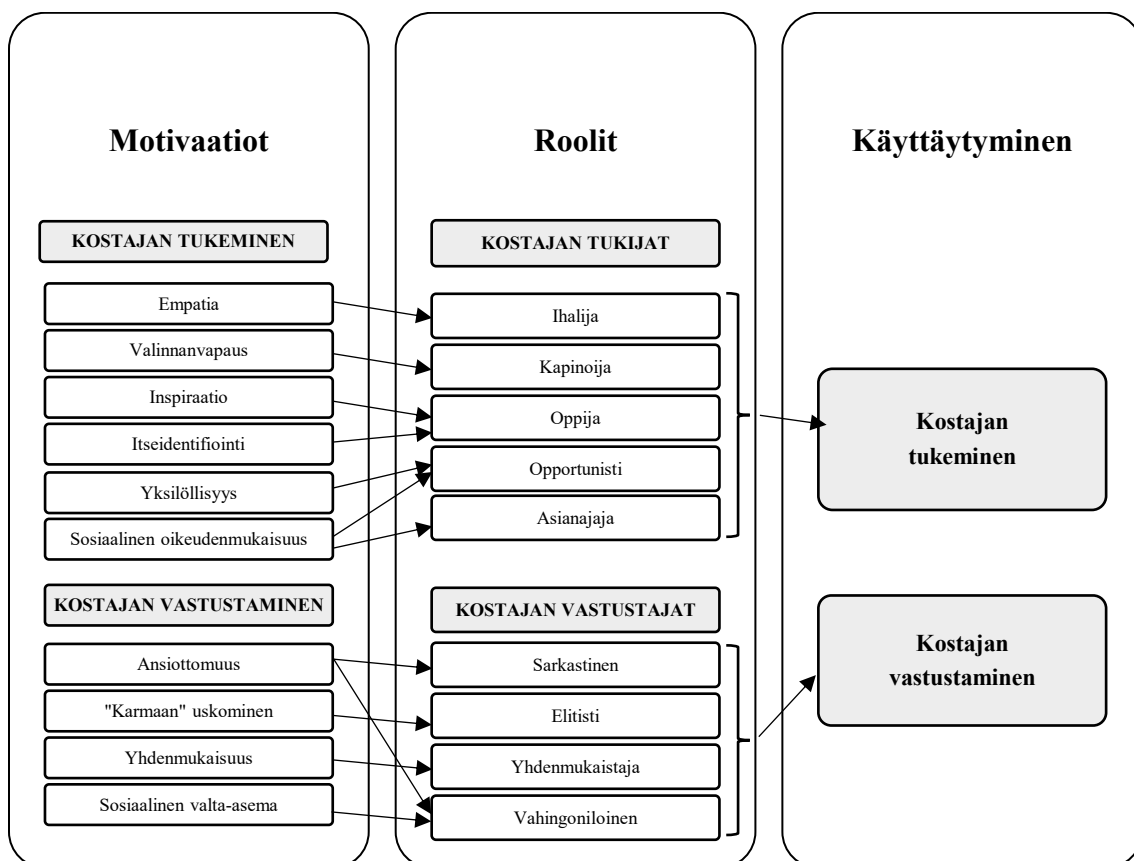 Motivaatiot
KOSTAJAN TUKEMINEN
Empatia
Valinnanvapaus
Inspiraatio
Itseidentifiointi
Yksilöllisyys
Sosiaalinen oikeudenmukaisuus
KOSTAJAN VASTUSTAMINEN
Ansiottomuus
"Karmaan" uskominen
Yhdenmukaisuus
Sosiaalinen valta-asema
Roolit
KOSTAJAN TUKIJAT
Ihalija
Kapinoija
Oppija
Opportunisti
Asianajaja
KOSTAJAN VASTUSTAJAT
Sarkastinen
Elitisti
Yhdenmukaistaja
Vahingoniloinen
Käyttäytyminen
Kostajan
tukeminen
Kostajan
vastustaminen